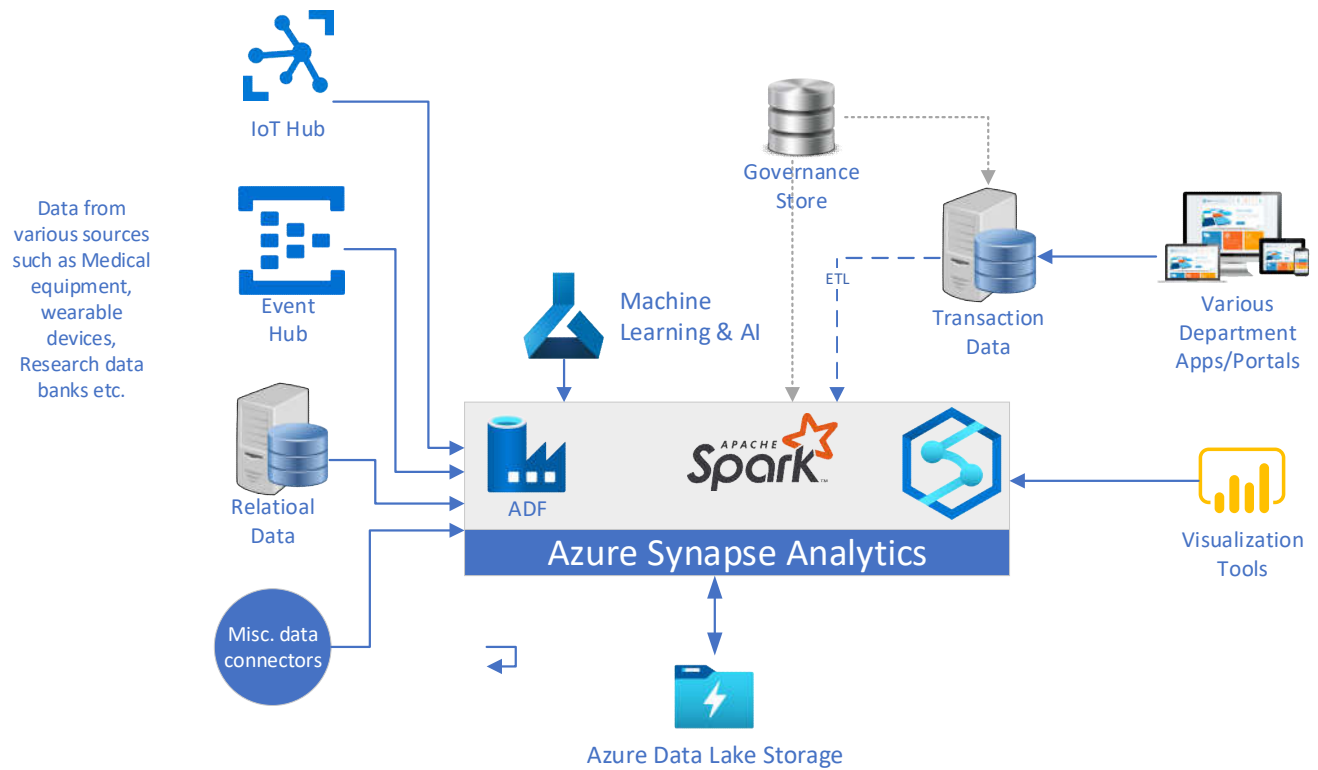 IoT Hub
Data from
various sources
such as Medical
equipment,
wearable
devices,
Research data
banks etc.
Event
Hub
Relatioal
Data
Misc. data
connectors
Machine
Learning & AI
Governance
Store
ETL
Transaction
Data
Various
Department
Apps/Portals
ADF
APACHE
Spark
TM
Azure Synapse Analytics
Visualization
Tools
Azure Data Lake Storage